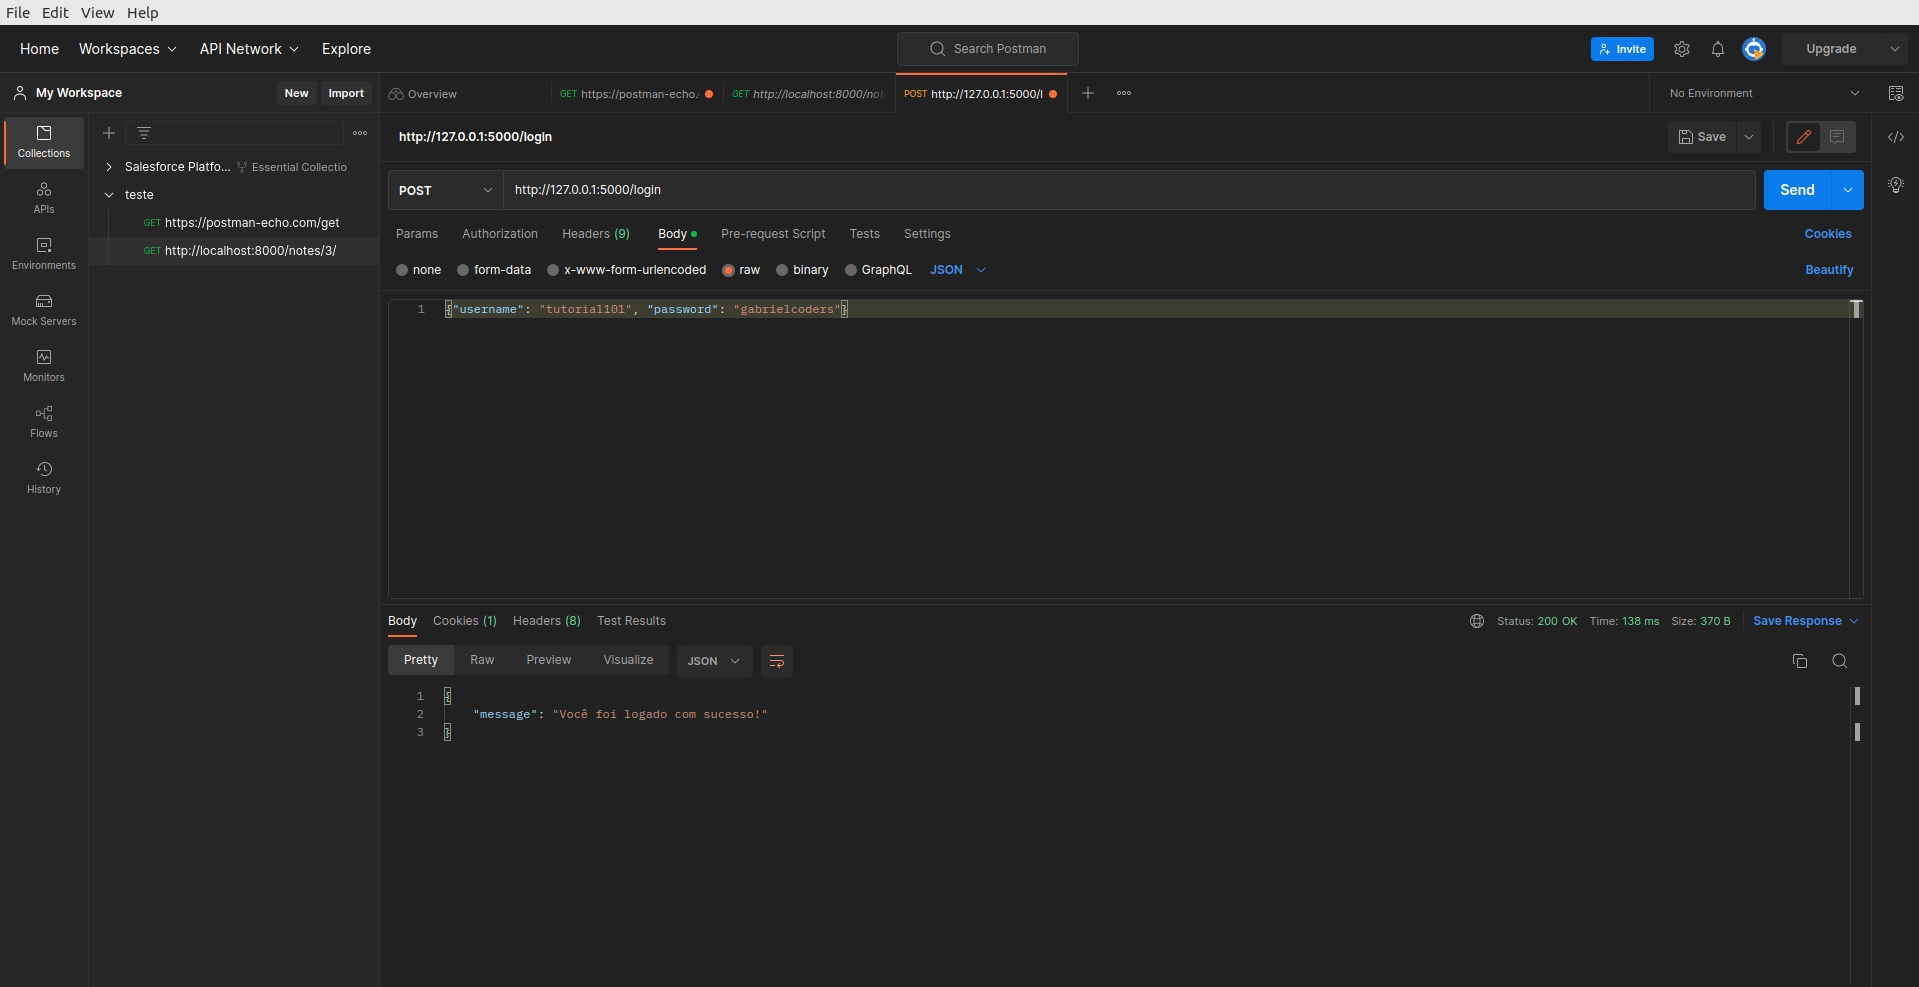 File Edit View Help
Home Workspaces API Network Explore Search Postman Invite Upgrade
My Workspace New Import Overview GET https://postman-echo. GET http://localhost:8000/not POST http://127.0.0.1:5000/l No Environment
http://127.0.0.1:5000/login Save
Collections
Salesforce Platfo... Essential Collectio
teste
GET https://postman-echo.com/get
GET http://localhost:8000/notes/3/
APIs
Environments
Mock Servers
Monitors
Flows
History
POST http://127.0.0.1:5000/login Send
Params Authorization Headers (9) Body Pre-request Script Tests Settings Cookies
none form-data x-www-form-urlencoded raw binary GraphQL JSON Beautify
1 {"username": "tutorial101", "password": "gabrielcoders"}
Body Cookies (1) Headers (8) Test Results Status: 200 OK Time: 138 ms Size: 370 B Save Response
Pretty Raw Preview Visualize JSON
1 {
2 "message": "Você foi logado com sucesso!"
3 }